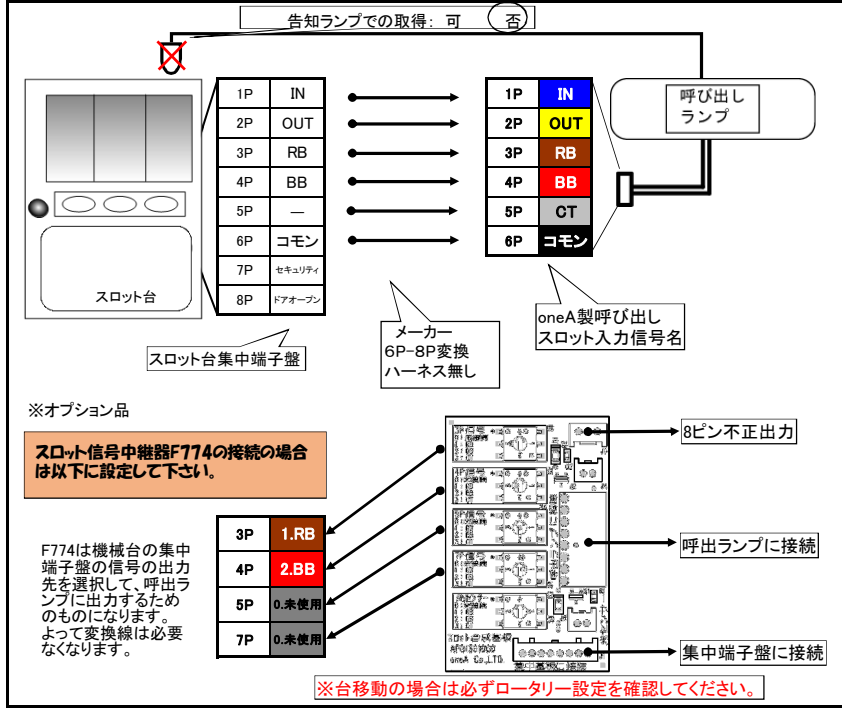 告知ランプでの取得: 可 否
1P IN
2P OUT
3P RB
4P BB
5P —
6P コモン
7P セキュリティ
8P ドアオープン
1P IN
2P OUT
3P RB
4P BB
5P CT
6P コモン
呼び出し
ランプ
スロット台
スロット台集中端子盤
メーカー
6P-8P変換
ハーネス無し
oneA製呼び出し
スロット入力信号名
※オプション品
スロット信号中継器F774の接続の場合
は以下に設定して下さい。
F774は機械台の集中
端子盤の信号の出力
先を選択して、呼出ラ
ンプに出力するため
のものになります。
よって変換線は必要
なくなります。
3P 1.RB
4P 2.BB
5P 0.未使用
7P 0.未使用
8ピン不正出力
呼出ランプに接続
集中端子盤に接続
oneA Co.,LTD.
※台移動の場合は必ずロータリー設定を確認してください。